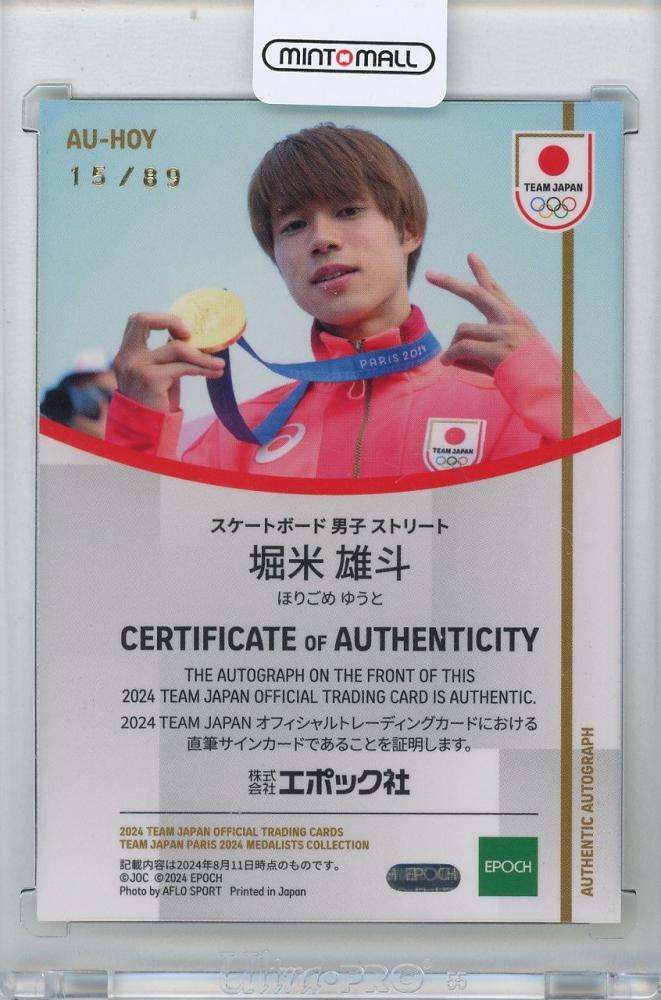 MINTOMALL
AU-HOY
15/89
TEAM JAPAN
PARIS 2024
TEAM JAPAN
スケートボード 男子 ストリート
堀米 雄斗
ほりごめ ゆうと
CERTIFICATE OF AUTHENTICITY
THE AUTOGRAPH ON THE FRONT OF THIS
2024 TEAM JAPAN OFFICIAL TRADING CARD IS AUTHENTIC.
2024 TEAM JAPAN オフィシャルトレーディングカードにおける
直筆サインカードであることを証明します。
株式会社エポック社
AUTHENTIC AUTOGRAPH
2024 TEAM JAPAN OFFICIAL TRADING CARDS
TEAM JAPAN PARIS 2024 MEDALISTS COLLECTION
記載内容は2024年8月11日時点のものです。
©JOC ©2024 EPOCH
Photo by AFLO SPORT Printed in Japan
EPOCH
EPOCH
Ultra·PRO 55